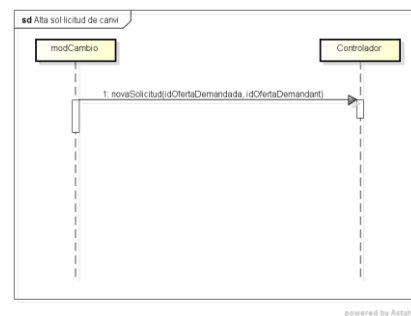 sd Alta sol·licitud de canvi
modCambio
Controlador
1: novaSolicitud(idOfertaDemandada, idOfertaDemandant)
powered by Astah